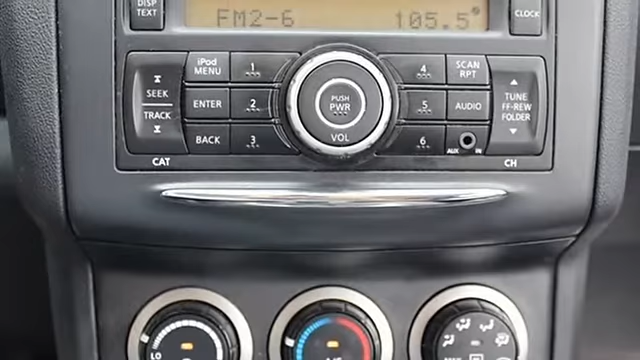 DISP
TEXT
FM2-6 105.5°
CLOCK
iPod
MENU
1
4
SCAN
RPT
SEEK
TRACK
ENTER
2
PUSH
PWR
5
AUDIO
TUNE
FF-REW
FOLDER
BACK
3
VOL
6
AUX IN
CAT
CH
LO